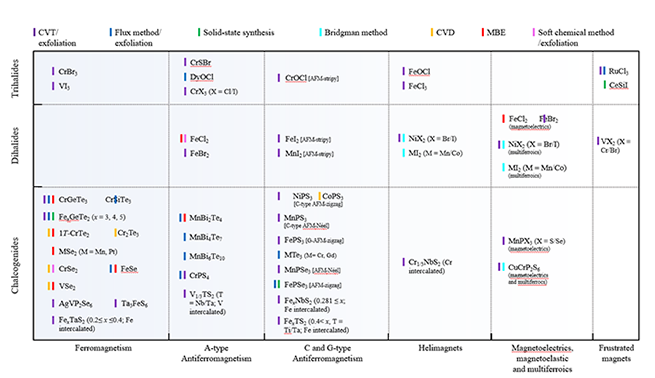 CVT/ exfoliation
Flux method/ exfoliation
Solid-state synthesis
Bridgman method
CVD
MBE
Soft chemical method /exfoliation
Trihalides
CrBr₃
VI₃
CrSBr
DyOCl
CrX₃ (X = Cl/I)
CrOCl [AFM-stripy]
FeOCl
FeCl₃
RuCl₃
CeSiI
Dihalides
FeCl₂
FeBr₂
FeI₂ [AFM-stripy]
MnI₂ [AFM-stripy]
NiX₂ (X = Br/I)
MI₂ (M = Mn/Co)
FeCl₂ FeBr₂
(magnetoelectrics)
NiX₂ (X = Br/I)
(multiferroics)
MI₂ (M = Mn/Co)
(multiferroics)
VX₂ (X =
Cr/Br)
Chalcogenides
CrGeTe₃ CrSiTe₃
FeₓGeTe₂ (x = 3, 4, 5)
1T-CrTe₂ Cr₂Te₃
MSe₂ (M = Mn, Pt)
CrSe₂ FeSe
VSe₂
AgVP₂Se₆ Ta₃FeS₆
FeₓTaS₂ (0.2≤ x ≤0.4; Fe
intercalated)
MnBi₂Te₄
MnBi₄Te₇
MnBi₆Te₁₀
CrPS₄
V₁/₃TS₂ (T
= Nb/Ta; V
intercalated)
NiPS₃ CoPS₃
[C-type AFM-zigzag]
MnPS₃
[C-type AFM-Néel]
FePS₃ [G-AFM-zigzag]
MTe₃ (M= Cr, Gd)
MnPSe₃ [AFM-Néel]
FePSe₃ [AFM-zigzag]
FeₓNbS₂ (0.281 ≤ x;
Fe intercalated)
FeₓTS₂ (0.4< x, T =
Ti/Ta; Fe intercalated)
Cr₁/₃NbS₂ (Cr
intercalated)
MnPX₃ (X = S/Se)
(magnetoelectrics)
CuCrP₂S₆
(magnetoelectrics
and multiferroics)
Ferromagnetism
A-type
Antiferromagnetism
C and G-type
Antiferromagnetism
Helimagnets
Magnetoelectrics,
magnetoelastic
and multiferroics
Frustrated
magnets